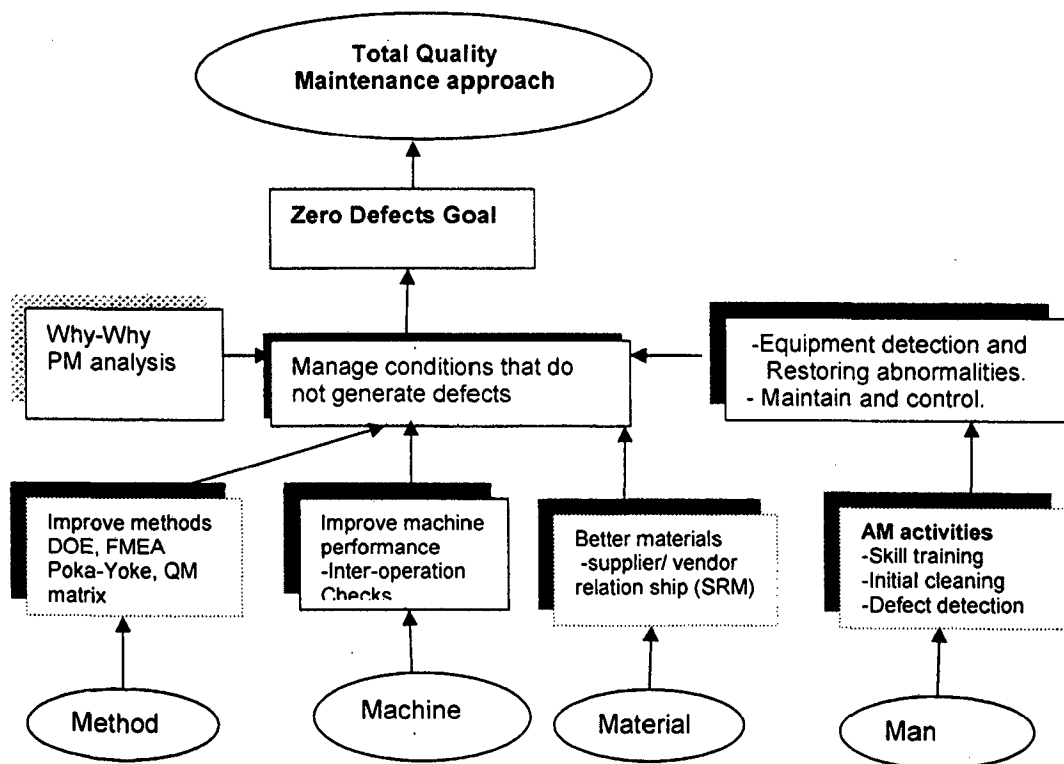 Total Quality
Maintenance approach
Zero Defects Goal
Why-Why
PM analysis
Manage conditions that do
not generate defects
-Equipment detection and
Restoring abnormalities.
- Maintain and control.
Improve methods
DOE, FMEA
Poka-Yoke, QM
matrix
Improve machine
performance
-Inter-operation
Checks
Better materials
-supplier/ vendor
relation ship (SRM)
AM activities
-Skill training
-Initial cleaning
-Defect detection
Method
Machine
Material
Man